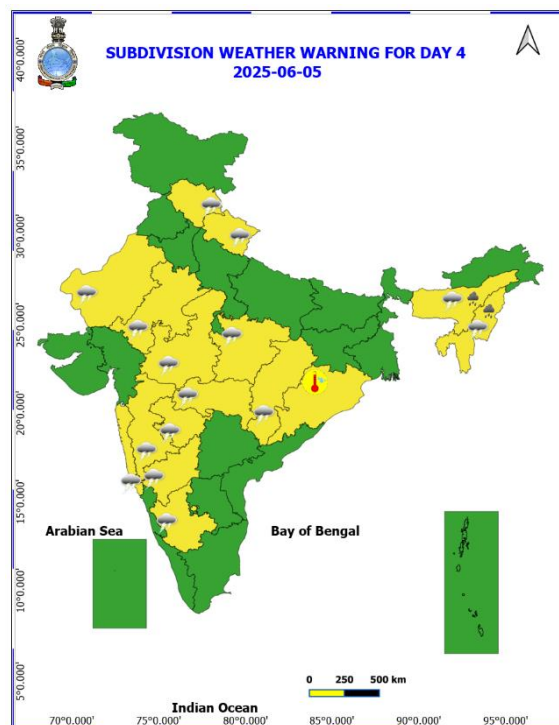 SUBDIVISION WEATHER WARNING FOR DAY 4
2025-06-05
40°0.000'
35°0.000'
30°0.000'
25°0.000'
20°0.000'
15°0.000'
10°0.000'
5°0.000'
Arabian Sea
Bay of Bengal
0 250 500 km
Indian Ocean
70°0.000' 75°0.000' 80°0.000' 85°0.000' 90°0.000' 95°0.000'